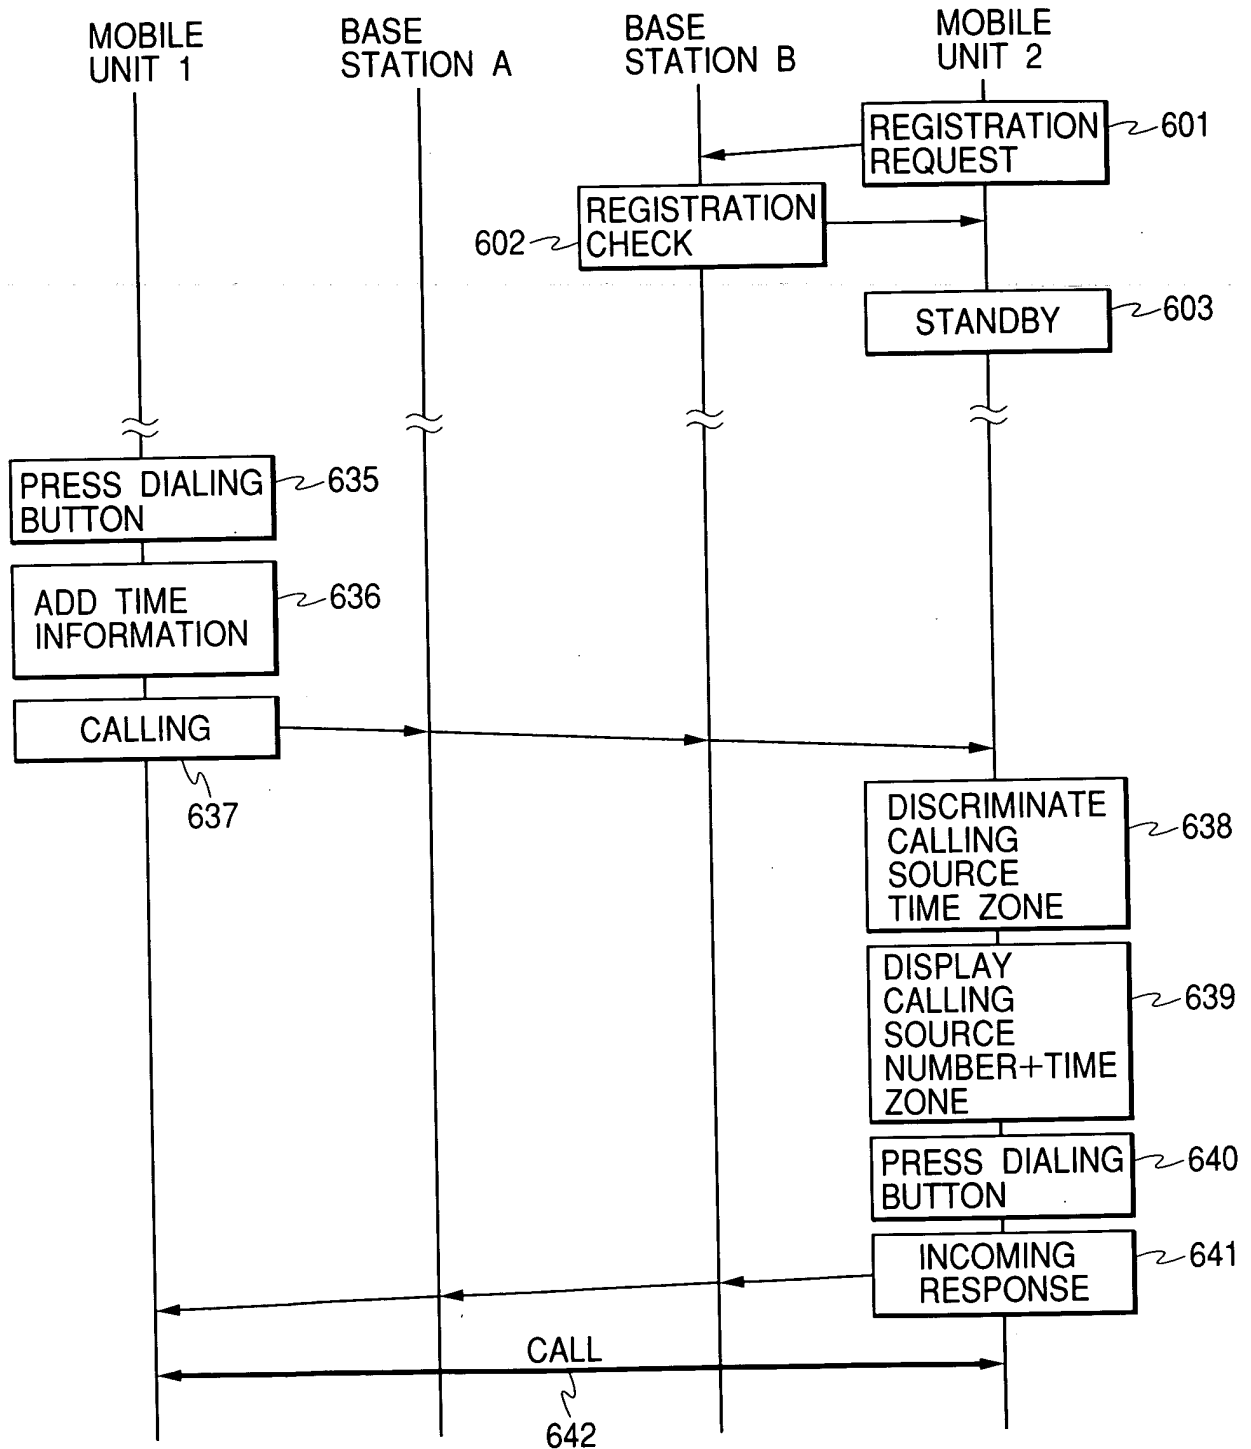 MOBILE
UNIT 1
BASE
STATION A
BASE
STATION B
MOBILE
UNIT 2
REGISTRATION
REQUEST
601
REGISTRATION
CHECK
602
STANDBY
603
PRESS DIALING
BUTTON
635
ADD TIME
INFORMATION
636
CALLING
637
DISCRIMINATE
CALLING
SOURCE
TIME ZONE
638
DISPLAY
CALLING
SOURCE
NUMBER+TIME
ZONE
639
PRESS DIALING
BUTTON
640
INCOMING
RESPONSE
641
CALL
642